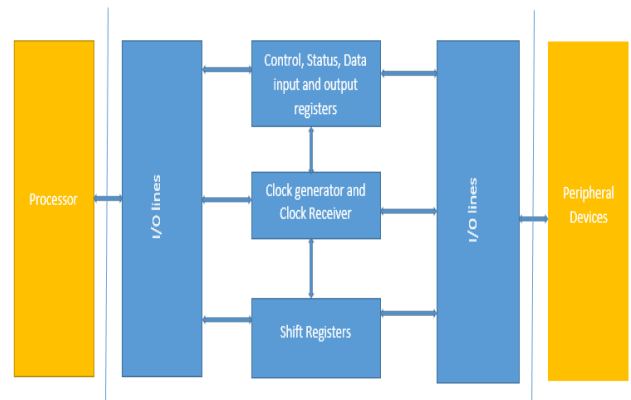 Processor
I/O lines
Control, Status, Data
input and output
registers
Clock generator and
Clock Receiver
Shift Registers
I/O lines
Peripheral
Devices